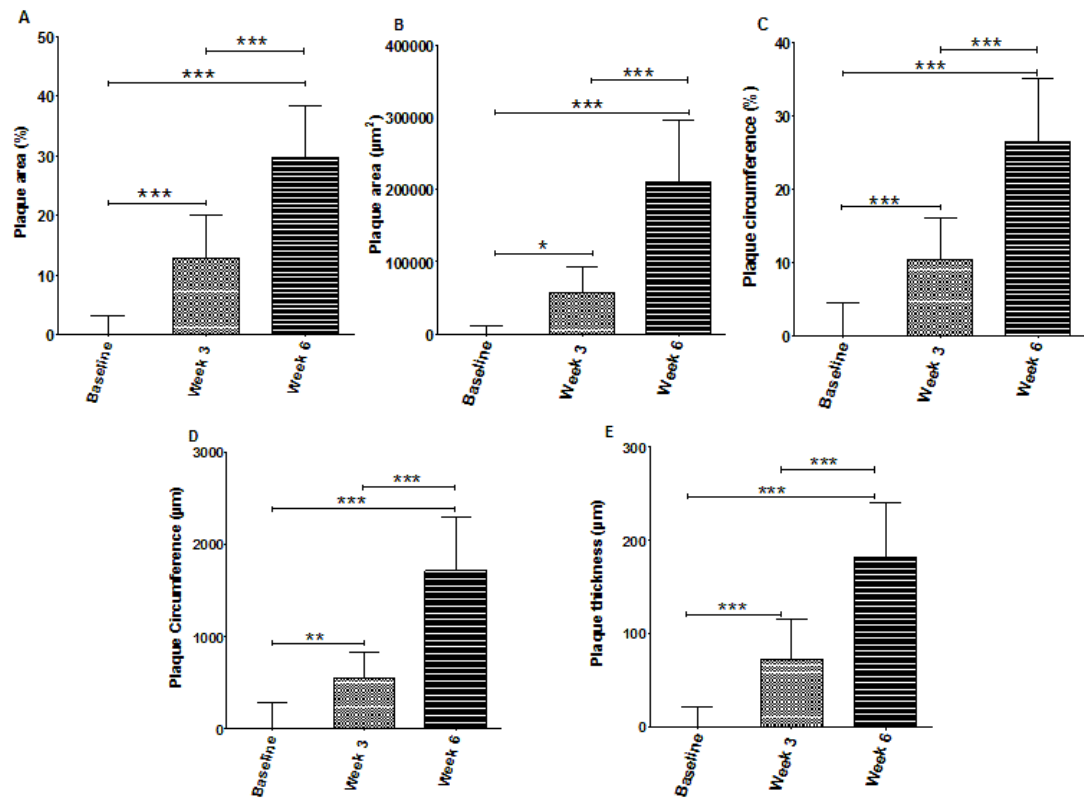 A
Plaque area (%)
50
40
30
20
10
0
***
***
***
Baseline
Week 3
Week 6
B
Plaque area (µm²)
400000
300000
200000
100000
0
***
***
*
Baseline
Week 3
Week 6
C
Plaque circumference (%)
40
30
20
10
0
***
***
***
Baseline
Week 3
Week 6
D
Plaque Circumference (µm)
3000
2000
1000
0
***
***
**
Baseline
Week 3
Week 6
E
Plaque thickness (µm)
300
200
100
0
***
***
***
Baseline
Week 3
Week 6